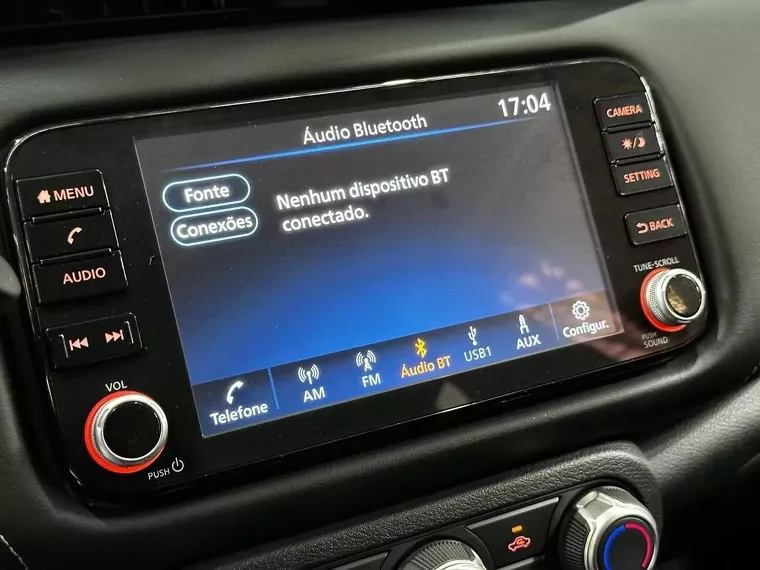 17:04
Áudio Bluetooth
CAMERA
MENU
Fonte
Nenhum dispositivo BT
conectado.
Conexões
SETTING
AUDIO
BACK
TUNE-SCROLL
PUSH
SOUND
VOL
PUSH
Telefone
AM
FM
Áudio BT
USB1
AUX
Configur.